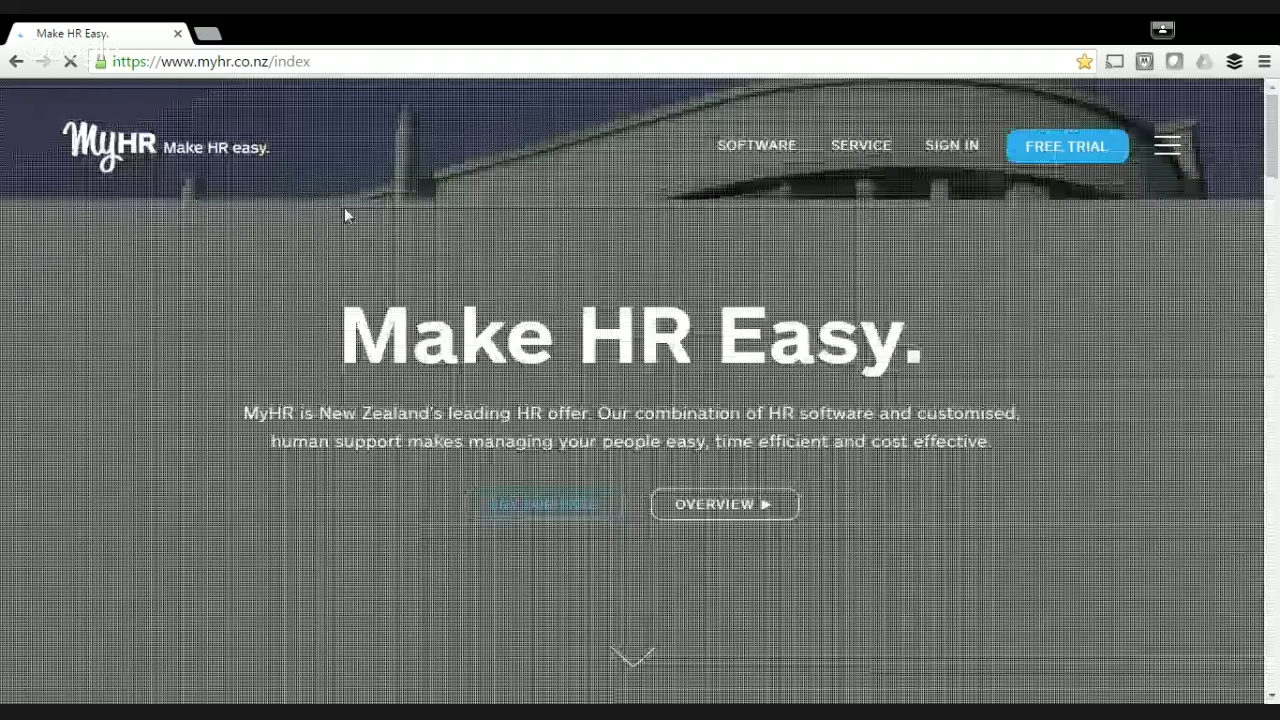 Make HR Easy.
https://www.myhr.co.nz/index
MyHR Make HR easy.
SOFTWARE SERVICE SIGN IN FREE TRIAL
Make HR Easy.
MyHR is New Zealand's leading HR offer. Our combination of HR software and customised,
human support makes managing your people easy, time efficient and cost effective.
OVERVIEW ▶